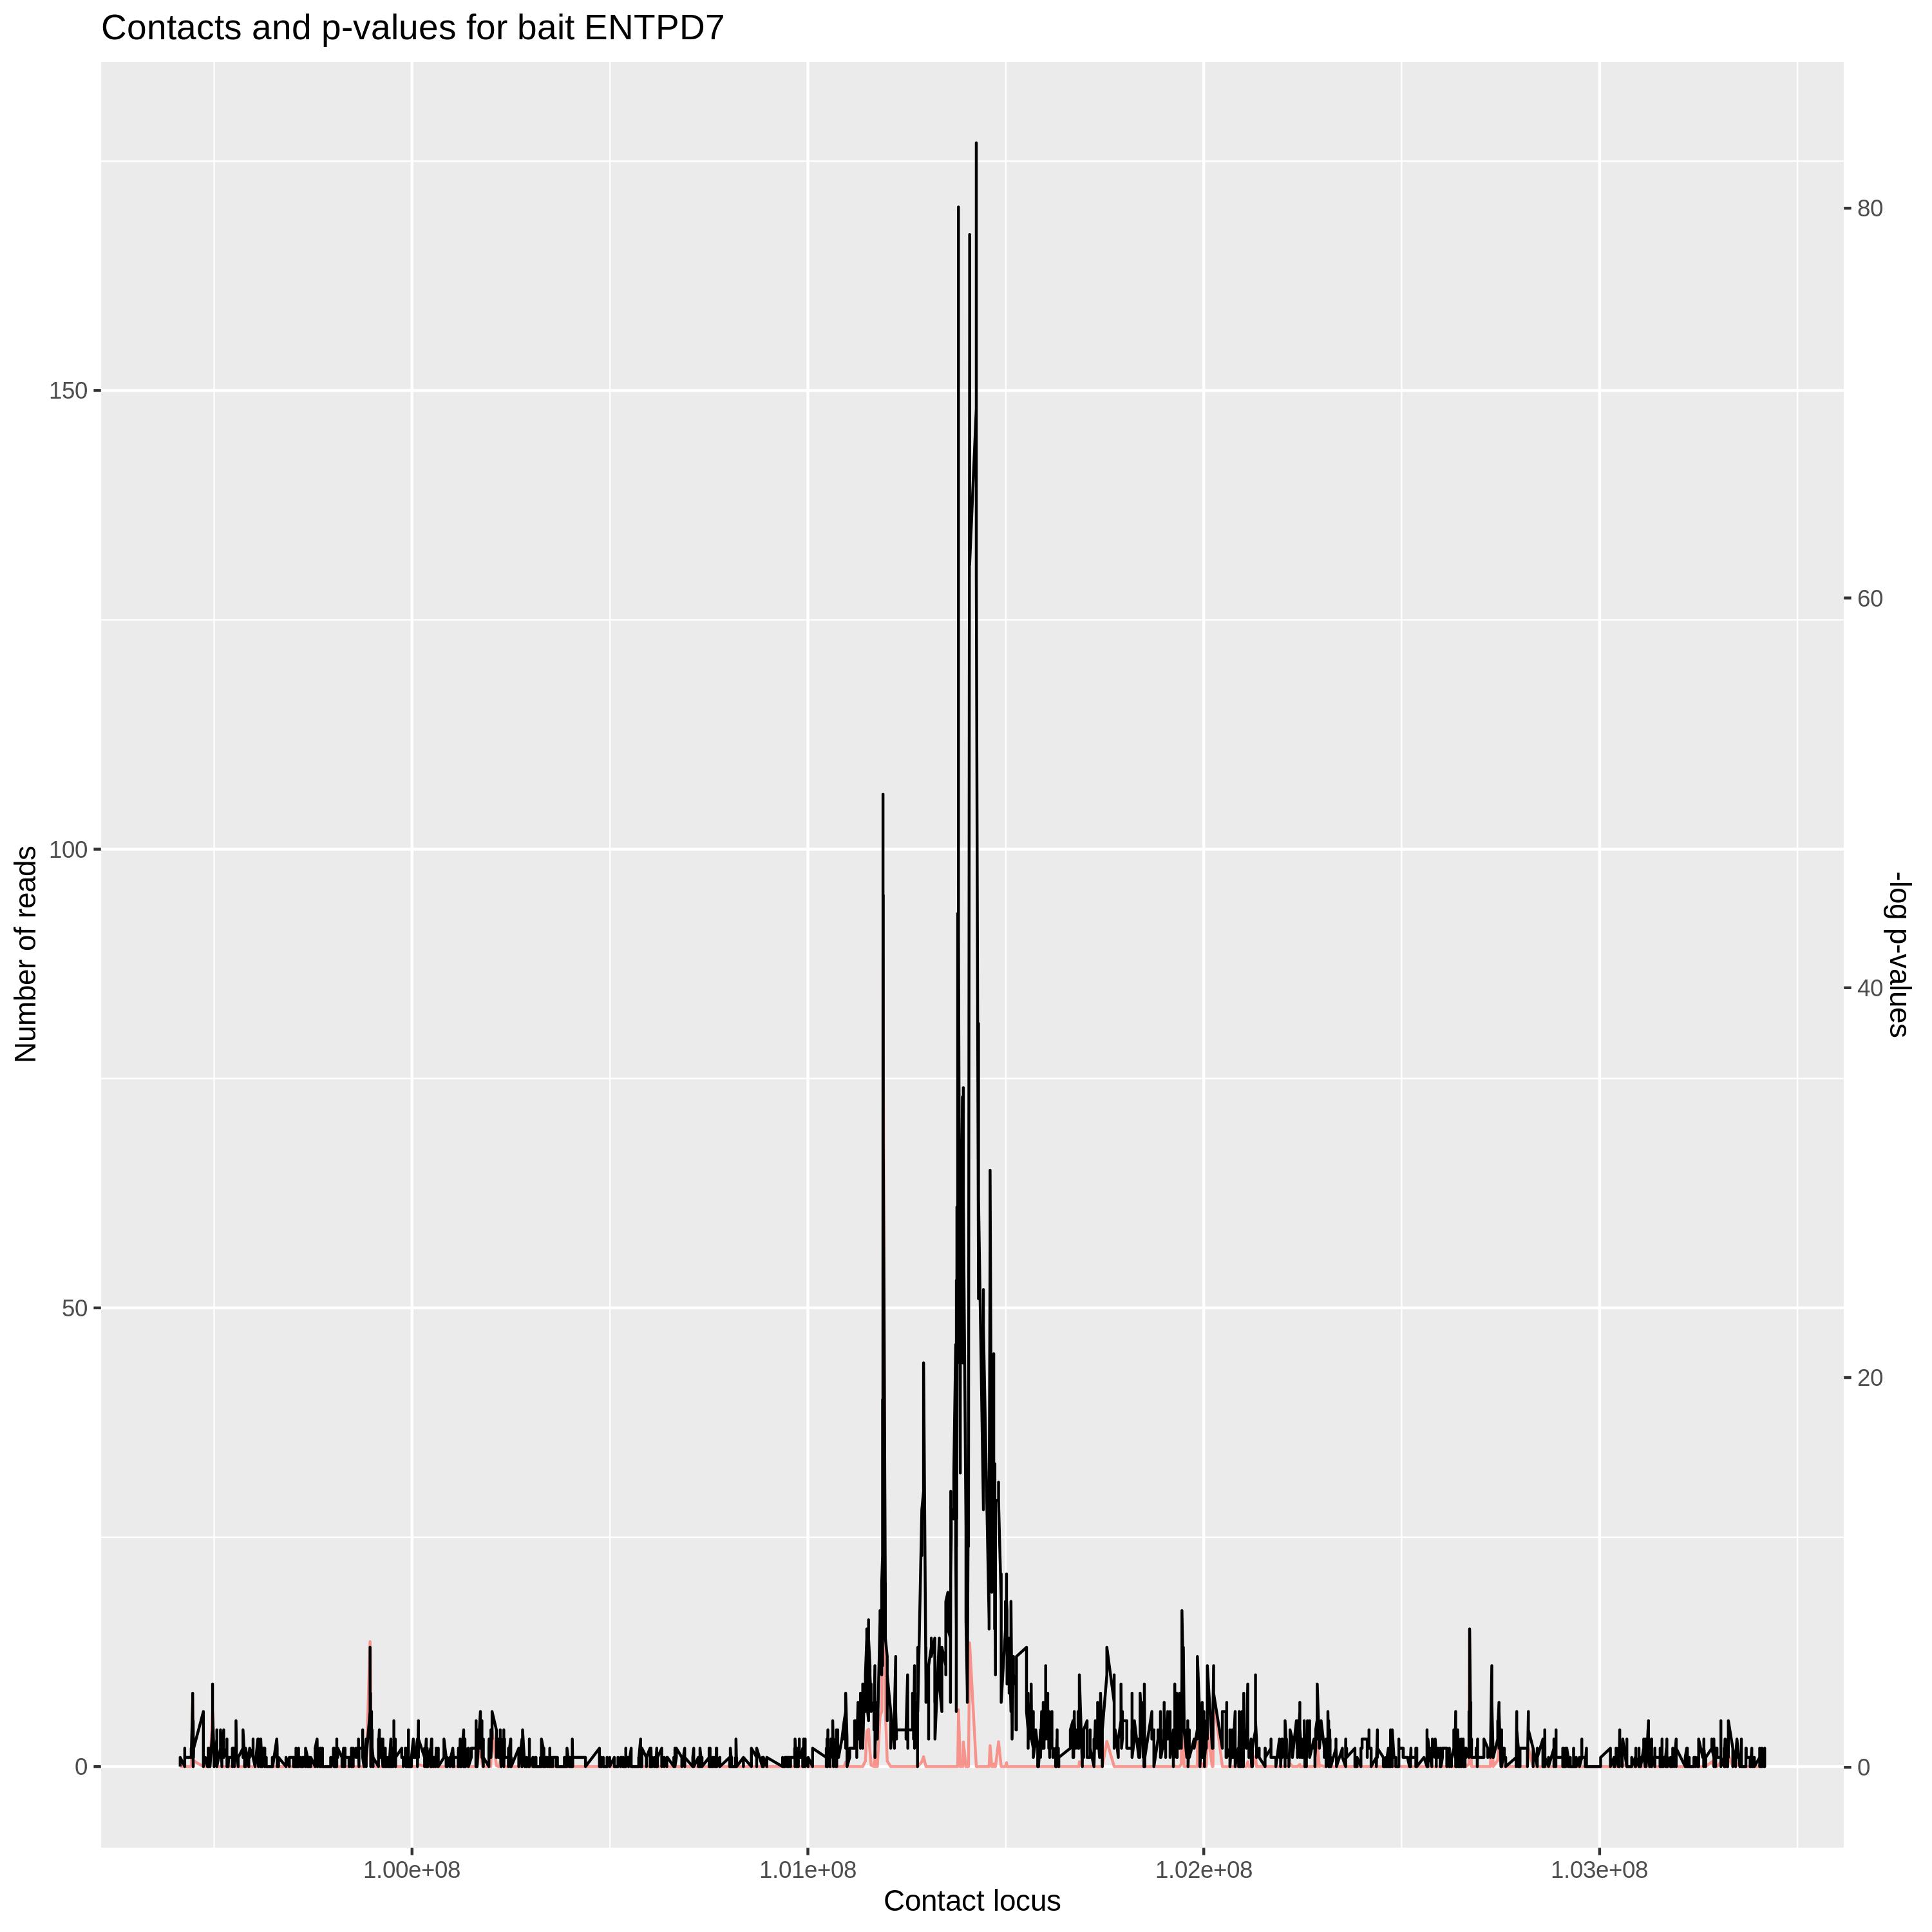 Contacts and p-values for bait ENTPD7
Number of reads
150
100
50
0
-log p-values
80
60
40
20
0
1.00e+08
1.01e+08
1.02e+08
1.03e+08
Contact locus